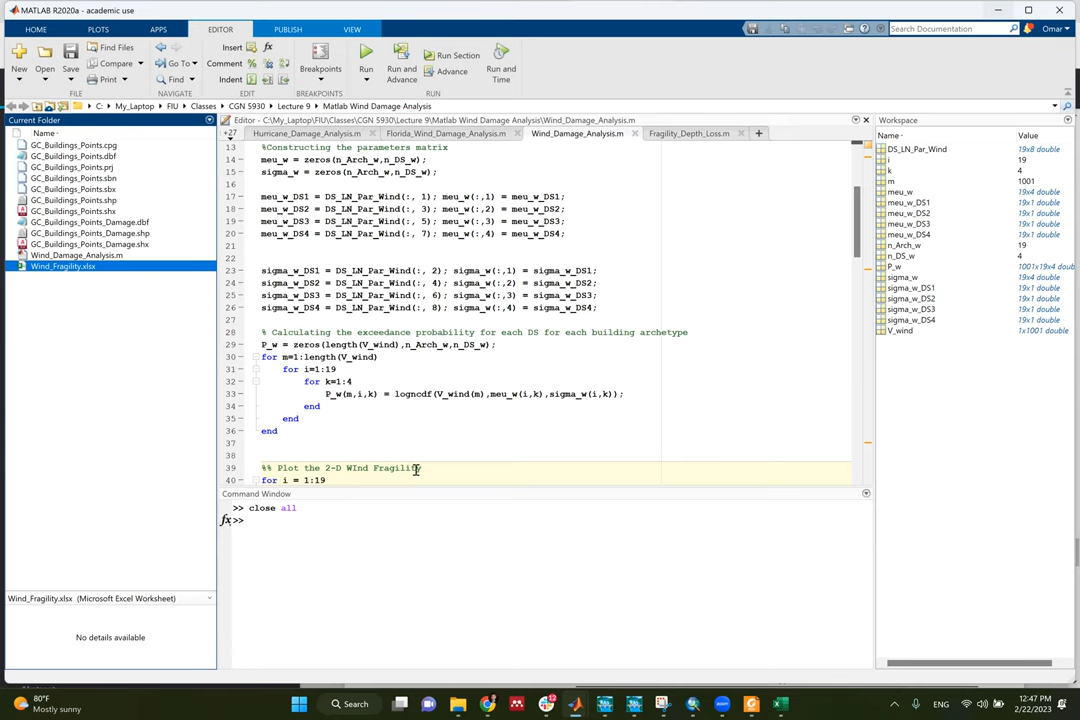 MATLAB R2020a - academic use
HOME PLOTS APPS EDITOR PUBLISH VIEW
Search Documentation
Omar
New Open Save
Find Files
Compare
Print
Go To
Find
Insert
Comment
Indent
Breakpoints
Run
Run and Advance
Run Section
Advance
Run and Time
FILE NAVIGATE EDIT BREAKPOINTS RUN
C: My_Laptop FIU Classes CGN 5930 Lecture 9 Matlab Wind Damage Analysis
Current Folder
Name
GC_Buildings_Points.cpg
GC_Buildings_Points.dbf
GC_Buildings_Points.prj
GC_Buildings_Points.sbn
GC_Buildings_Points.sbx
GC_Buildings_Points.shp
GC_Buildings_Points.shx
GC_Buildings_Points_Damage.dbf
GC_Buildings_Points_Damage.shp
GC_Buildings_Points_Damage.shx
Wind_Damage_Analysis.m
Wind_Fragility.xlsx
Wind_Fragility.xlsx (Microsoft Excel Worksheet)
No details available
Editor - C:\My_Laptop\FIU\Classes\CGN 5930\Lecture 9\Matlab Wind Damage Analysis\Wind_Damage_Analysis.m
+27 Hurricane_Damage_Analysis.m Florida_Wind_Damage_Analysis.m Wind_Damage_Analysis.m Fragility_Depth_Loss.m
13 %Constructing the parameters matrix
14 meu_w = zeros(n_Arch_w,n_DS_w);
15 sigma_w = zeros(n_Arch_w,n_DS_w);
16
17 meu_w_DS1 = DS_LN_Par_Wind(:, 1); meu_w(:,1) = meu_w_DS1;
18 meu_w_DS2 = DS_LN_Par_Wind(:, 3); meu_w(:,2) = meu_w_DS2;
19 meu_w_DS3 = DS_LN_Par_Wind(:, 5); meu_w(:,3) = meu_w_DS3;
20 meu_w_DS4 = DS_LN_Par_Wind(:, 7); meu_w(:,4) = meu_w_DS4;
21
22
23 sigma_w_DS1 = DS_LN_Par_Wind(:, 2); sigma_w(:,1) = sigma_w_DS1;
24 sigma_w_DS2 = DS_LN_Par_Wind(:, 4); sigma_w(:,2) = sigma_w_DS2;
25 sigma_w_DS3 = DS_LN_Par_Wind(:, 6); sigma_w(:,3) = sigma_w_DS3;
26 sigma_w_DS4 = DS_LN_Par_Wind(:, 8); sigma_w(:,4) = sigma_w_DS4;
27
28 % Calculating the exceedance probability for each DS for each building archetype
29 P_w = zeros(length(V_wind),n_Arch_w,n_DS_w);
30 for m=1:length(V_wind)
31 for i=1:19
32 for k=1:4
33 P_w(m,i,k) = logncdf(V_wind(m),meu_w(i,k),sigma_w(i,k));
34 end
35 end
36 end
37
38
39 %% Plot the 2-D WInd Fragility
40 for i = 1:19
Command Window
>> close all
fx >>
Workspace
Name Value
DS_LN_Par_Wind 19x8 double
i 19
k 4
m 1001
meu_w 19x4 double
meu_w_DS1 19x1 double
meu_w_DS2 19x1 double
meu_w_DS3 19x1 double
meu_w_DS4 19x1 double
n_Arch_w 19
n_DS_w 4
P_w 1001x19x4 doubl
sigma_w 19x4 double
sigma_w_DS1 19x1 double
sigma_w_DS2 19x1 double
sigma_w_DS3 19x1 double
sigma_w_DS4 19x1 double
V_wind 1x1001 double
80°F
Mostly sunny
Search
12
ENG
12:47 PM
2/22/2023